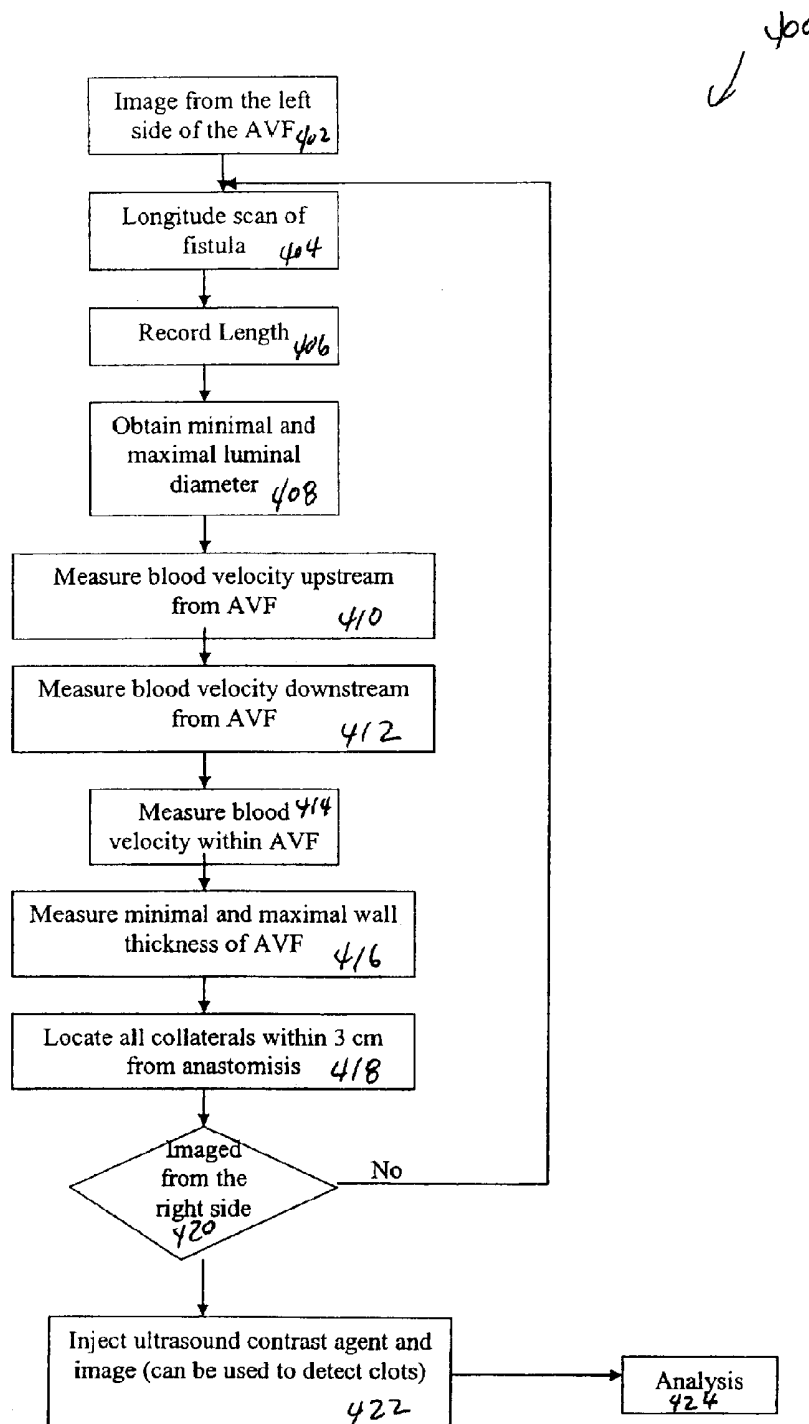 400
Image from the left
side of the AVF 402
Longitude scan of
fistula 404
Record Length 406
Obtain minimal and
maximal luminal
diameter 408
Measure blood velocity upstream
from AVF 410
Measure blood velocity downstream
from AVF 412
Measure blood 414
velocity within AVF
Measure minimal and maximal wall
thickness of AVF 416
Locate all collaterals within 3 cm
from anastomisis 418
Imaged
from the
right side
420
No
Inject ultrasound contrast agent and
image (can be used to detect clots)
422
Analysis
424